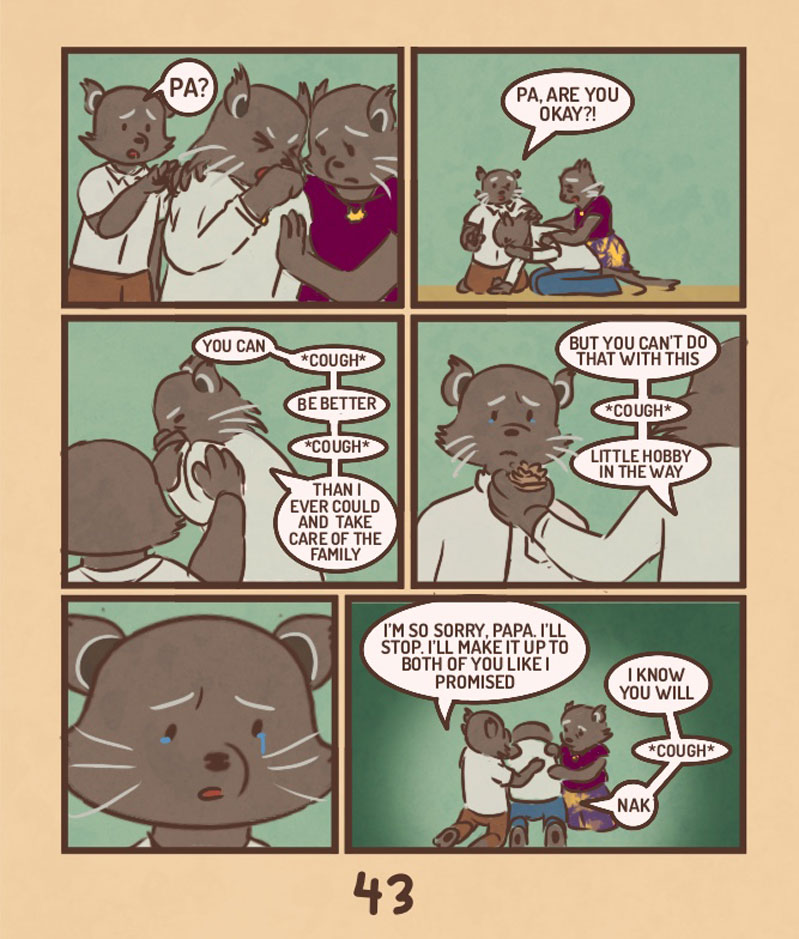 PA?
PA, ARE YOU
OKAY?!
YOU CAN
*COUGH*
BE BETTER
*COUGH*
THAN I
EVER COULD
AND TAKE
CARE OF THE
FAMILY
BUT YOU CAN'T DO
THAT WITH THIS
*COUGH*
LITTLE HOBBY
IN THE WAY
I'M SO SORRY, PAPA. I'LL
STOP. I'LL MAKE IT UP TO
BOTH OF YOU LIKE I
PROMISED
I KNOW
YOU WILL
*COUGH*
NAK
43